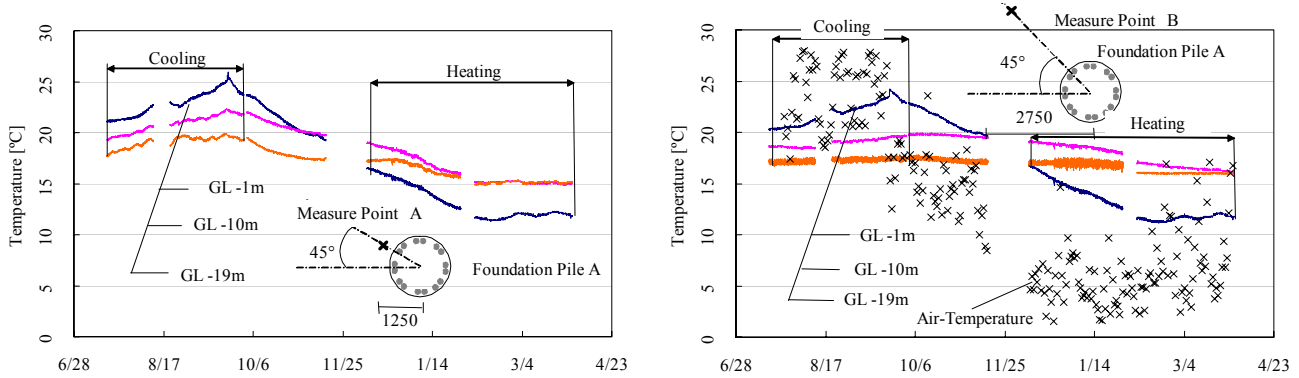 30
25
20
15
10
5
0
Temperature [°C]
Cooling
Heating
GL -1m
GL -10m
GL -19m
Measure Point A
45°
Foundation Pile A
1250
6/28 8/17 10/6 11/25 1/14 3/4 4/23
30
25
20
15
10
5
0
Temperature [°C]
Cooling
Measure Point B
Foundation Pile A
45°
2750
Heating
GL -1m
GL -10m
GL -19m
Air-Temperature
6/28 8/17 10/6 11/25 1/14 3/4 4/23